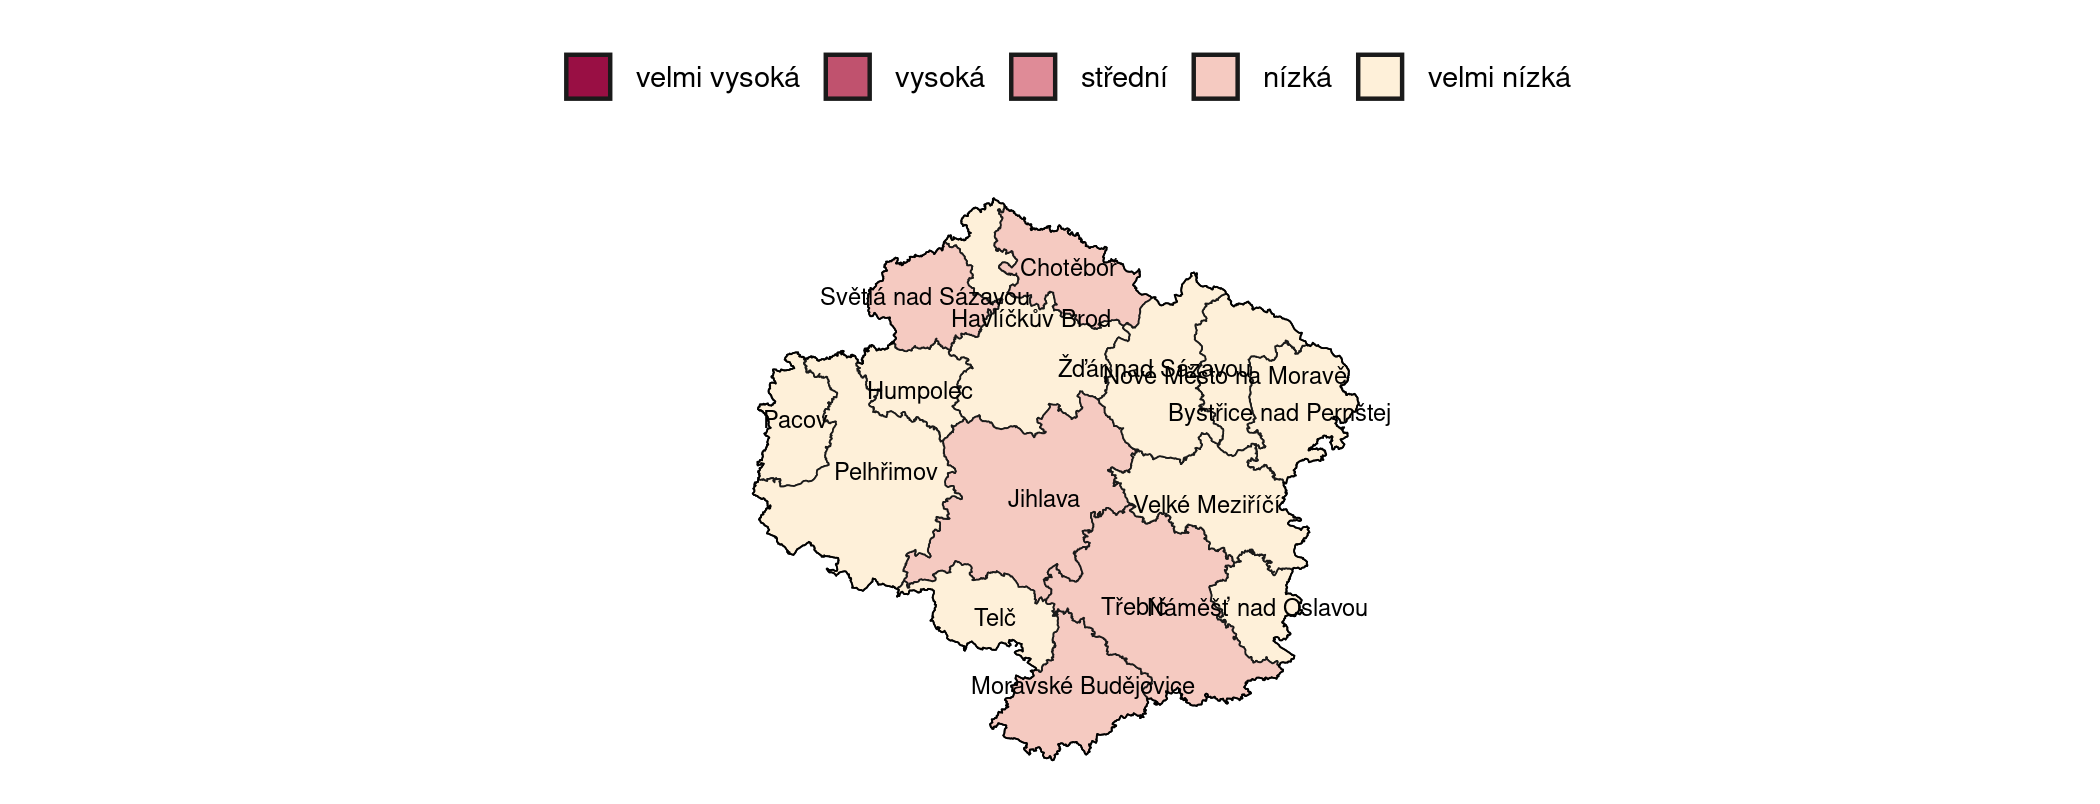 velmi vysoká vysoká střední nízká velmi nízká
Chotěboř
Světlá nad Sázavou
Havlíčkův Brod
Žďár nad Sázavou
Nové Město na Moravě
Humpolec
Bystřice nad Pernštej
Pacov
Pelhřimov
Jihlava
Velké Meziříčí
Třebíč
Náměšť nad Oslavou
Telč
Moravské Budějovice